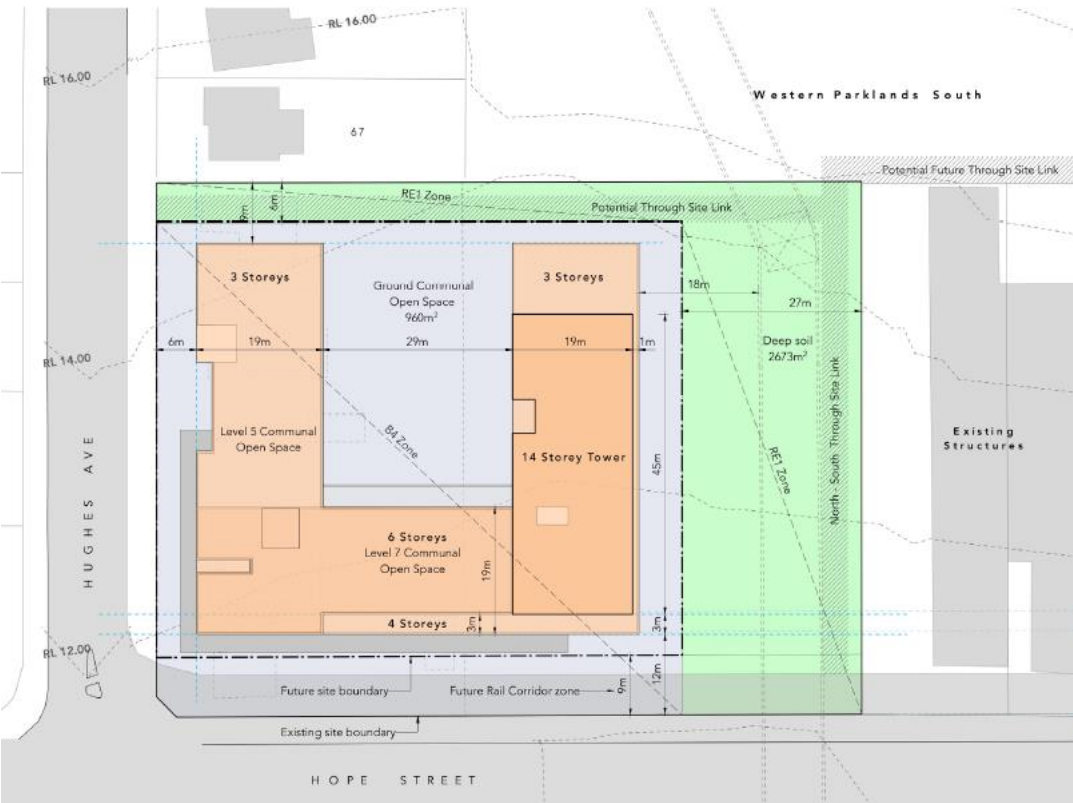 RL 16.00
RL 16.00
Western Parklands South
67
Potential Future Through Site Link
RE1 Zone
9m
6m
Potential Through Site Link
3 Storeys
Ground Communal
Open Space
960m²
3 Storeys
18m
27m
6m
19m
29m
19m
1m
Deep soil
2673m²
RL 14.00
Level 5 Communal
Open Space
B4 Zone
14 Storey Tower
45m
RE1 Zone
North - South Through Site Link
Existing
Structures
HUGHES AVE
6 Storeys
Level 7 Communal
Open Space
19m
4 Storeys
3m
3m
RL 12.00
12m
9m
Future site boundary
Future Rail Corridor zone
Existing site boundary
HOPE STREET